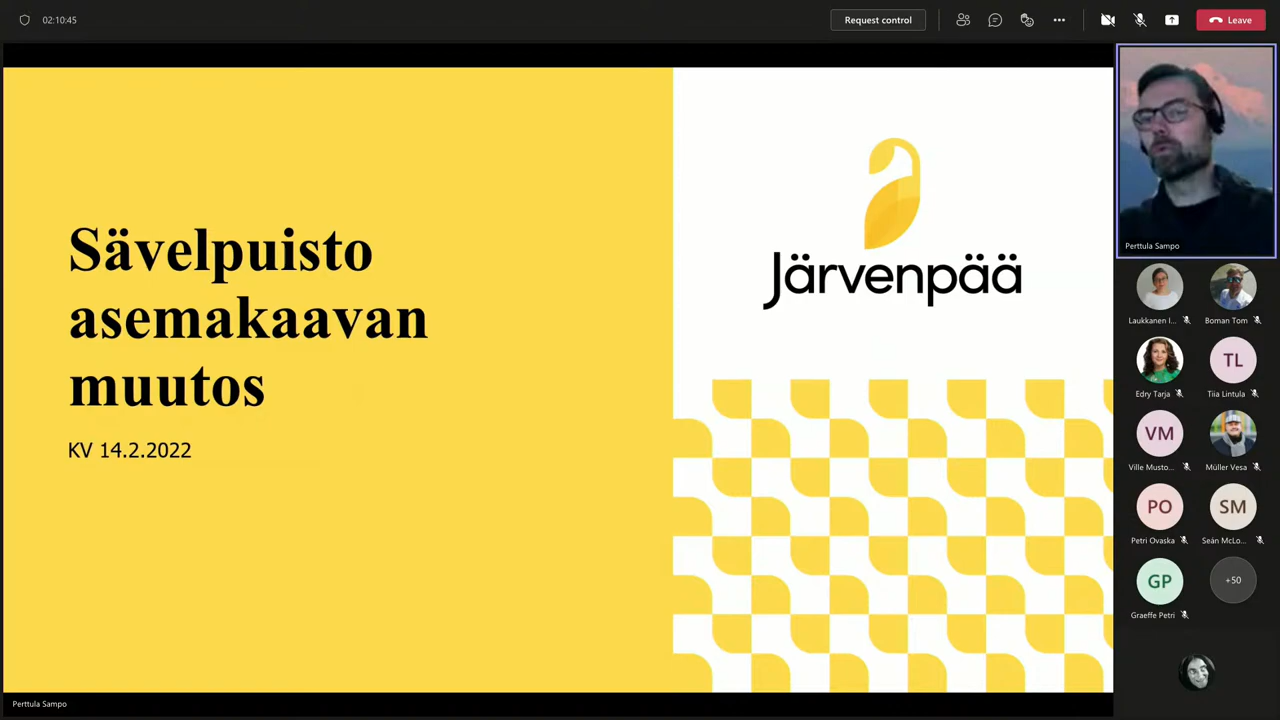 02:10:45
Request control
Leave
Sävelpuisto
asemakaavan
muutos
KV 14.2.2022
Järvenpää
Perttula Sampo
Laukkanen I...
Boman Tom
Edry Tarja
TL
Tiia Lintula
VM
Ville Musto...
Müller Vesa
PO
Petri Ovaska
SM
Seán McLo...
GP
Graeffe Petri
+50
Perttula Sampo